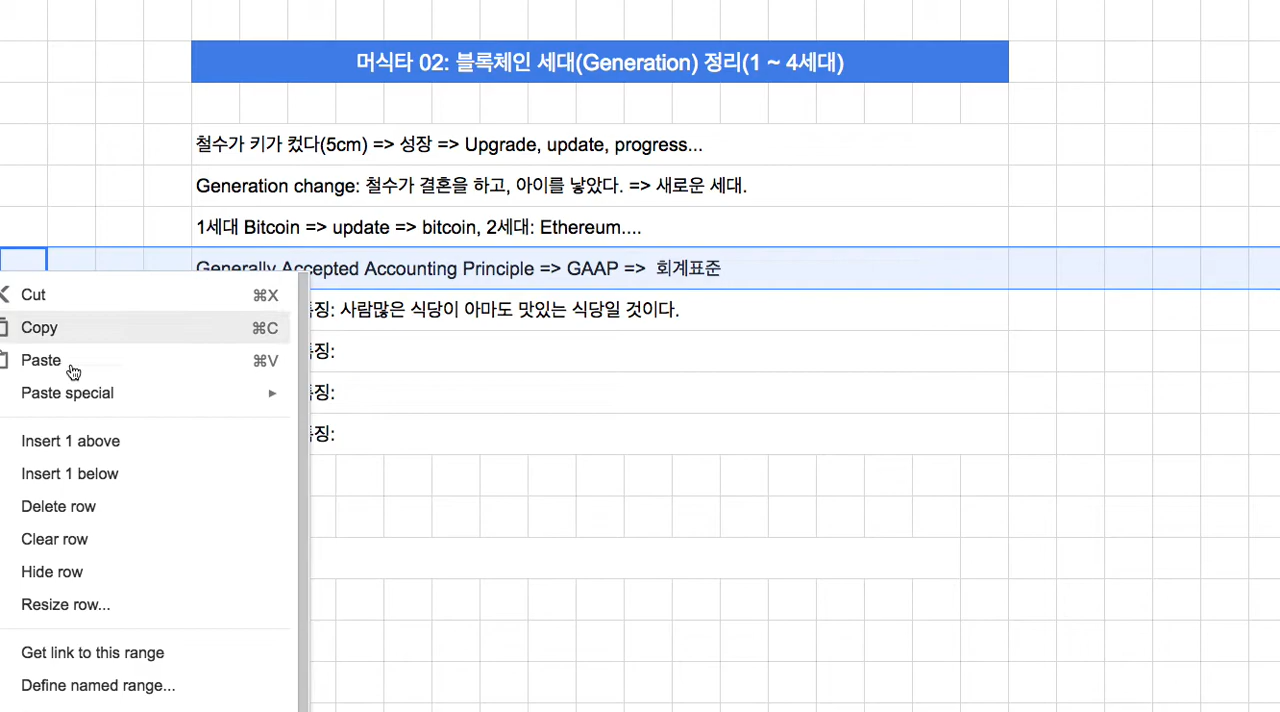 머식타 02: 블록체인 세대(Generation) 정리(1 ~ 4세대)
철수가 키가 컸다(5cm) => 성장 => Upgrade, update, progress...
Generation change: 철수가 결혼을 하고, 아이를 낳았다. => 새로운 세대.
1세대 Bitcoin => update => bitcoin, 2세대: Ethereum....
Generally Accepted Accounting Principle => GAAP => 회계표준
특징: 사람많은 식당이 아마도 맛있는 식당일 것이다.
특징:
특징:
특징:
Cut ⌘X
Copy ⌘C
Paste ⌘V
Paste special ►
Insert 1 above
Insert 1 below
Delete row
Clear row
Hide row
Resize row...
Get link to this range
Define named range...